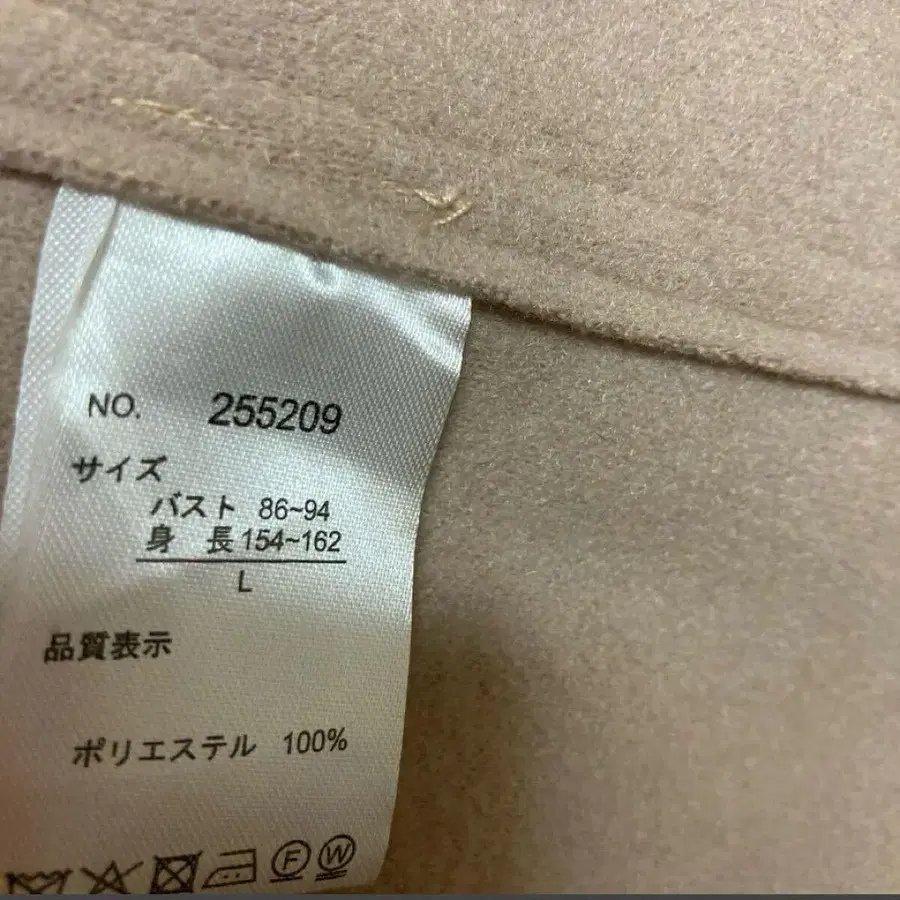 NO. 255209
サイズ
バスト 86~94
身 長 154~162
L
品質表示
ポリエステル 100%
F W